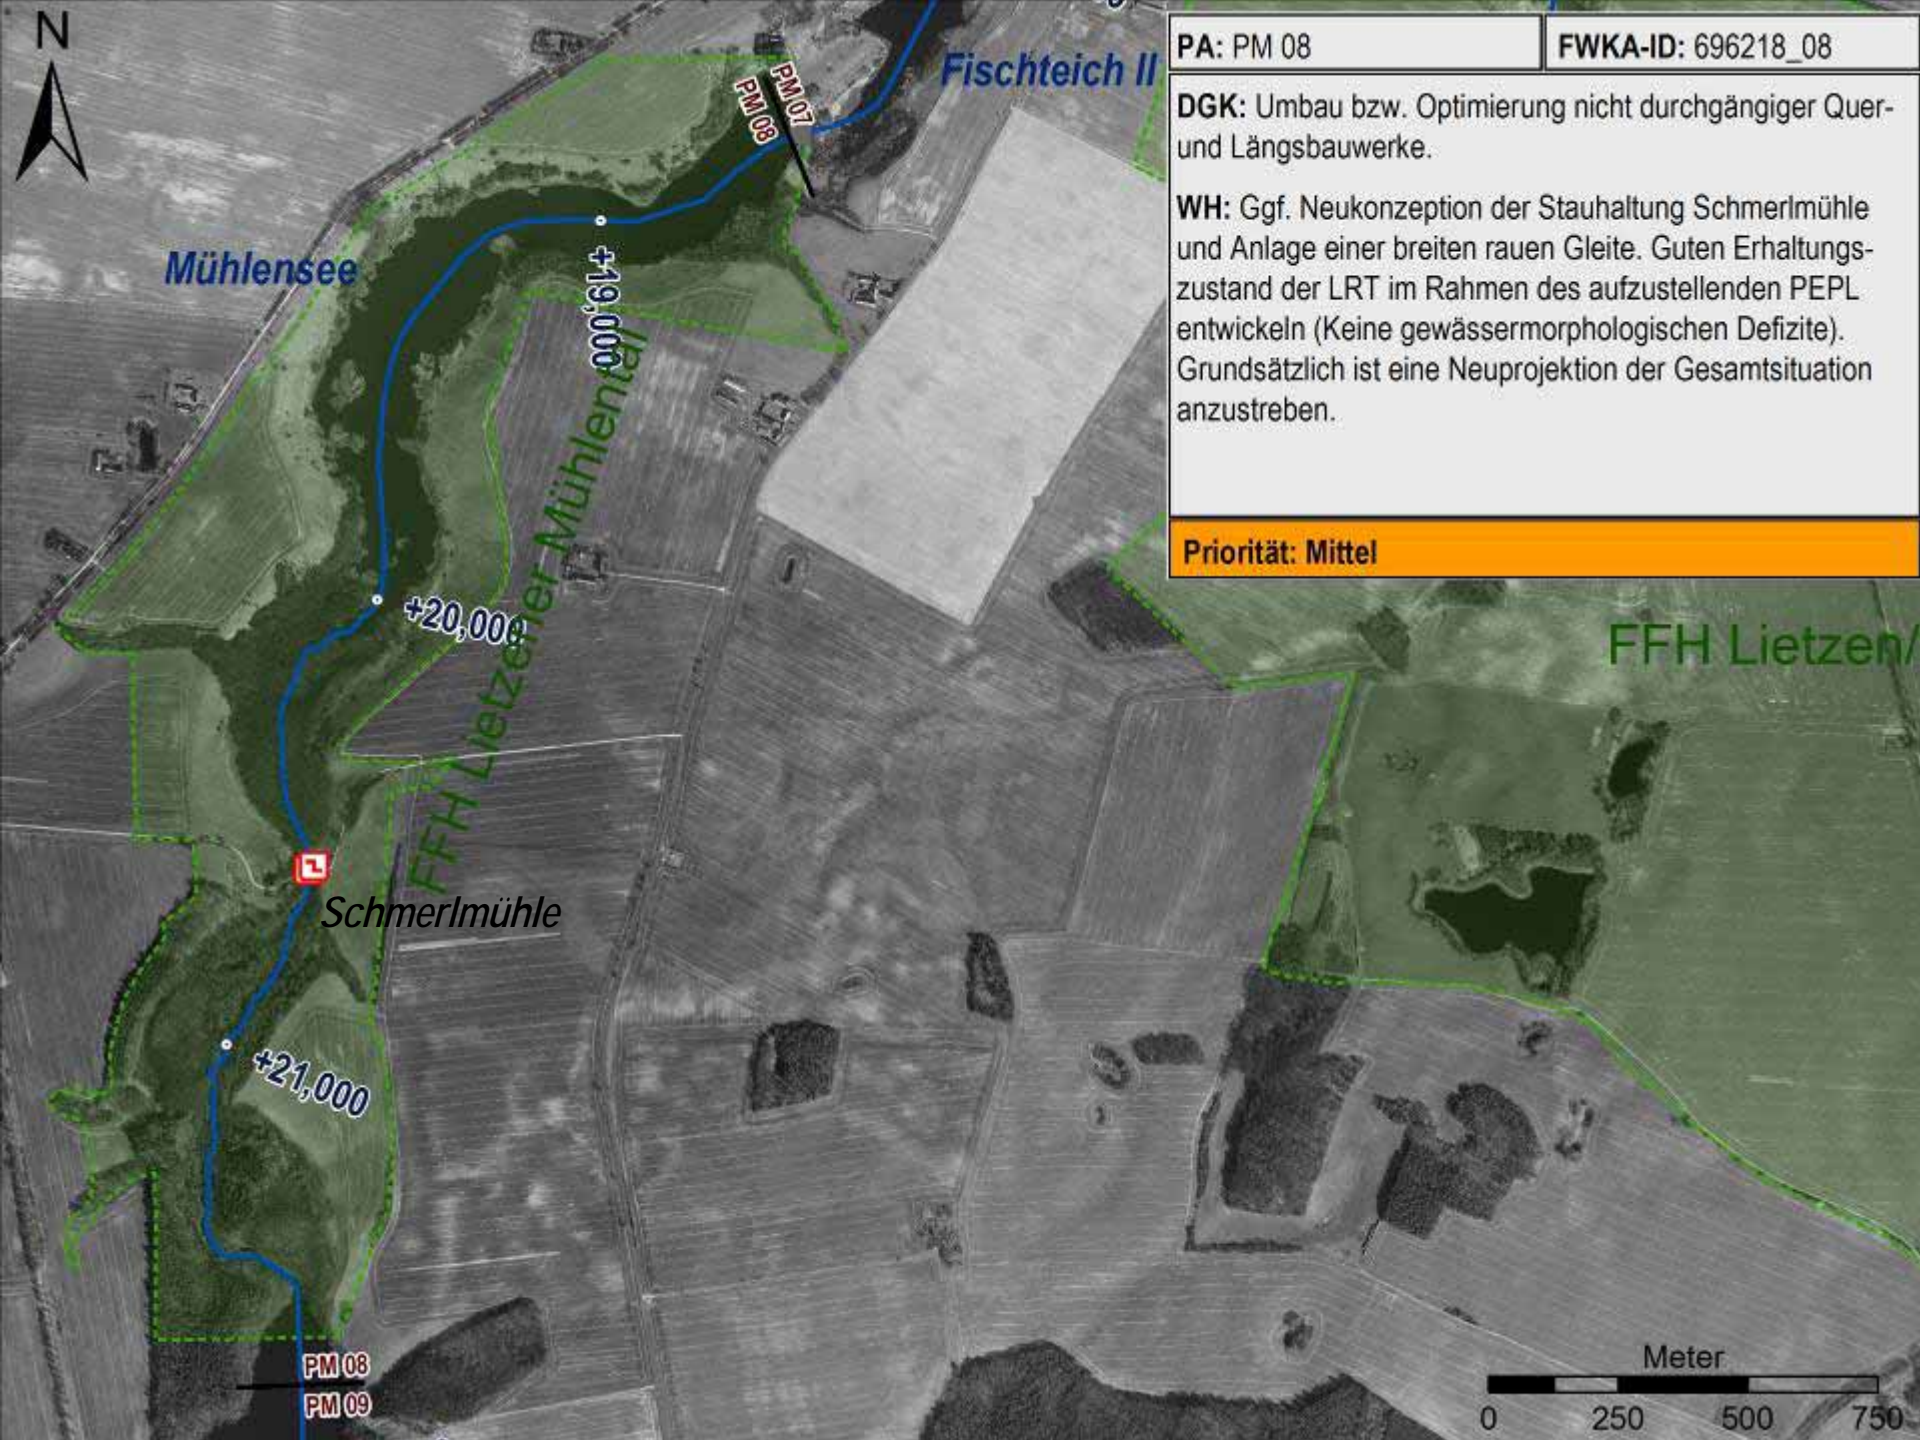 N
Fischteich II
PM 07
PM 08
Mühlensee
+19,000
FFH Lietzener Mühlental
+20,000
Schmerlmühle
+21,000
PM 08
PM 09
PA: PM 08
FWKA-ID: 696218_08
DGK: Umbau bzw. Optimierung nicht durchgängiger Quer-
und Längsbauwerke.
WH: Ggf. Neukonzeption der Stauhaltung Schmerlmühle
und Anlage einer breiten rauen Gleite. Guten Erhaltungs-
zustand der LRT im Rahmen des aufzustellenden PEPL
entwickeln (Keine gewässermorphologischen Defizite).
Grundsätzlich ist eine Neuprojektion der Gesamtsituation
anzustreben.
Priorität: Mittel
FFH Lietzen/
Meter
0 250 500 750